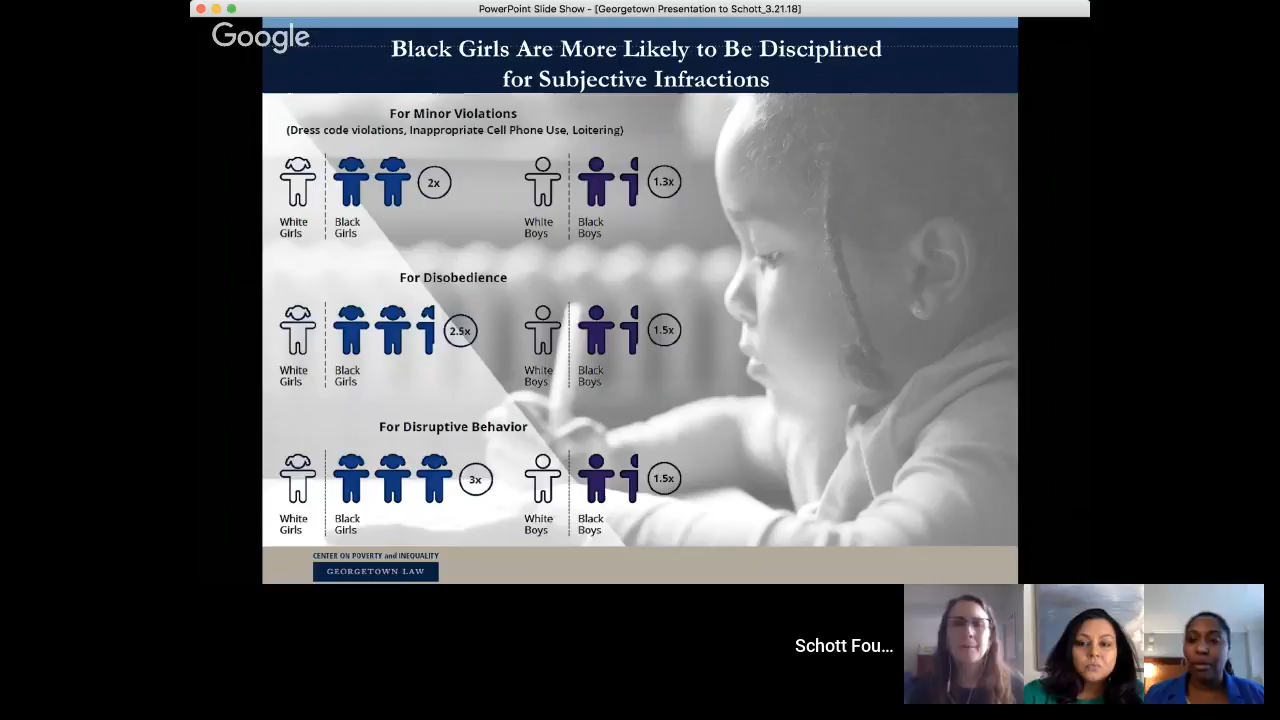 PowerPoint Slide Show - [Georgetown Presentation to Schott_3.21.18]
Google
Black Girls Are More Likely to Be Disciplined
for Subjective Infractions
For Minor Violations
(Dress code violations, Inappropriate Cell Phone Use, Loitering)
2x
1.3x
White
Girls
Black
Girls
White
Boys
Black
Boys
For Disobedience
2.5x
1.5x
White
Girls
Black
Girls
White
Boys
Black
Boys
For Disruptive Behavior
3x
1.5x
White
Girls
Black
Girls
White
Boys
Black
Boys
CENTER ON POVERTY and INEQUALITY
GEORGETOWN LAW
Schott Fou...